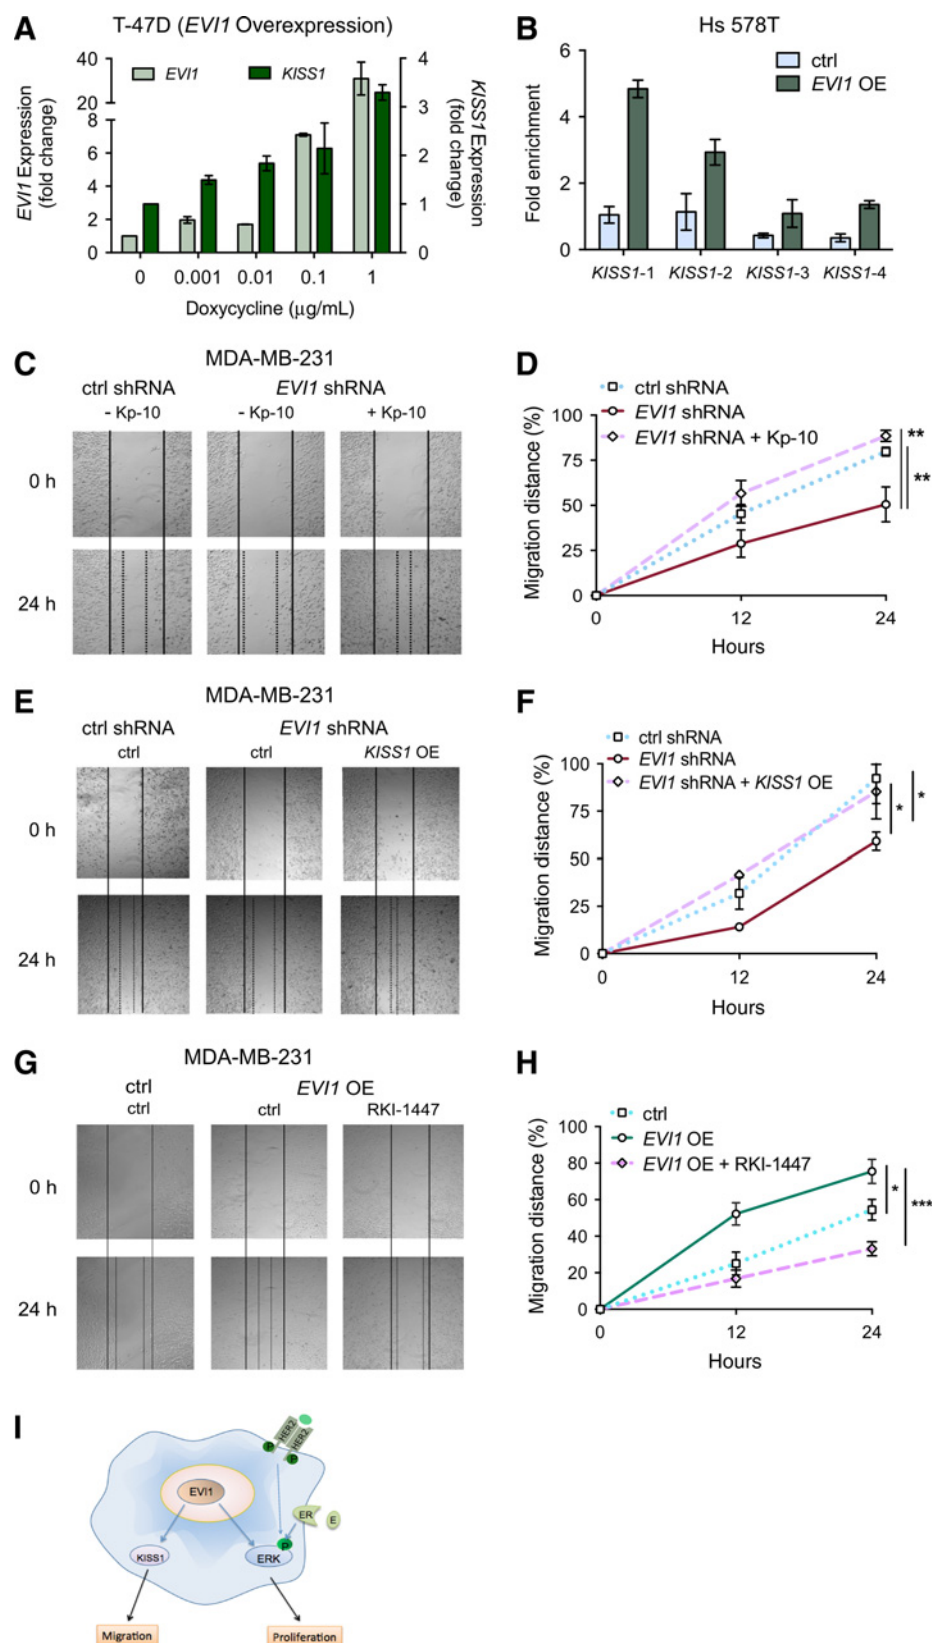 A
T-47D (EVI1 Overexpression)
EVI1
KISS1
EVI1 Expression
(fold change)
40
20
8
6
4
2
0
4
3
2
1
0
KISS1 Expression
(fold change)
0 0.001 0.01 0.1 1
Doxycycline (μg/mL)
B
Hs 578T
ctrl
EVI1 OE
Fold enrichment
6
4
2
0
KISS1-1 KISS1-2 KISS1-3 KISS1-4
C
MDA-MB-231
ctrl shRNA EVI1 shRNA
- Kp-10 - Kp-10 + Kp-10
0 h
24 h
D
ctrl shRNA
EVI1 shRNA
EVI1 shRNA + Kp-10
Migration distance (%)
100
75
50
25
0
**
**
0 12 24
Hours
E
MDA-MB-231
ctrl shRNA EVI1 shRNA
ctrl ctrl KISS1 OE
0 h
24 h
F
ctrl shRNA
EVI1 shRNA
EVI1 shRNA + KISS1 OE
Migration distance (%)
100
75
50
25
0
*
*
0 12 24
Hours
G
MDA-MB-231
ctrl EVI1 OE
ctrl ctrl RKI-1447
0 h
24 h
H
ctrl
EVI1 OE
EVI1 OE + RKI-1447
Migration distance (%)
100
80
60
40
20
0
*
***
0 12 24
Hours
I
HER2
HER2
P
P
EVI1
ER
E
P
KISS1
ERK
Migration
Proliferation